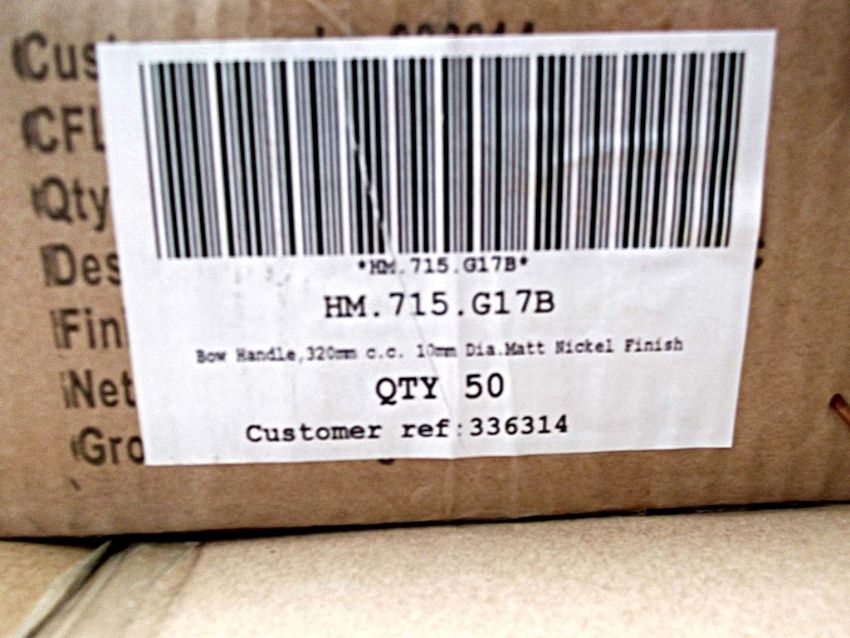 Cus
CFL
Qty
Des
Fin
Net
Gro
*HM.715.G17B*
HM.715.G17B
Bow Handle,320mm c.c. 10mm Dia.Matt Nickel Finish
QTY 50
Customer ref:336314